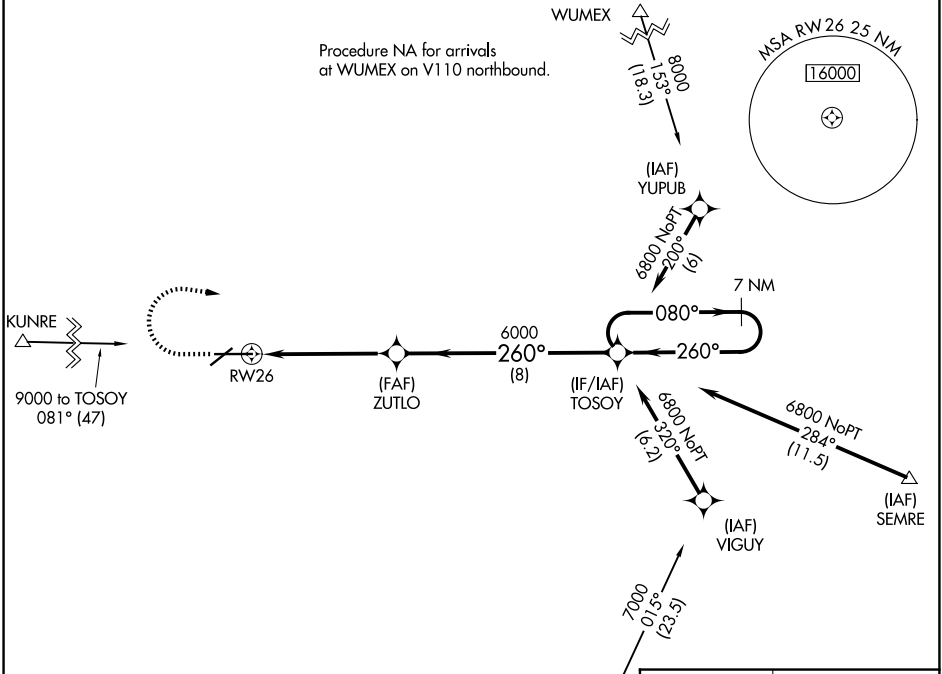 WUMEX
Procedure NA for arrivals
at WUMEX on V110 northbound.
8000
153°
(18.3)
MSA RW26 25 NM
16000
(IAF)
YUPUB
6800 NoPT
200°
(6)
7 NM
080°
260°
KUNRE
9000 to TOSOY
081° (47)
RW26
6000
260°
(8)
(FAF)
ZUTLO
(IF/IAF)
TOSOY
6800 NoPT
320°
(6.2)
6800 NoPT
284°
(11.5)
(IAF)
SEMRE
(IAF)
VIGUY
7000
015°
(23.5)